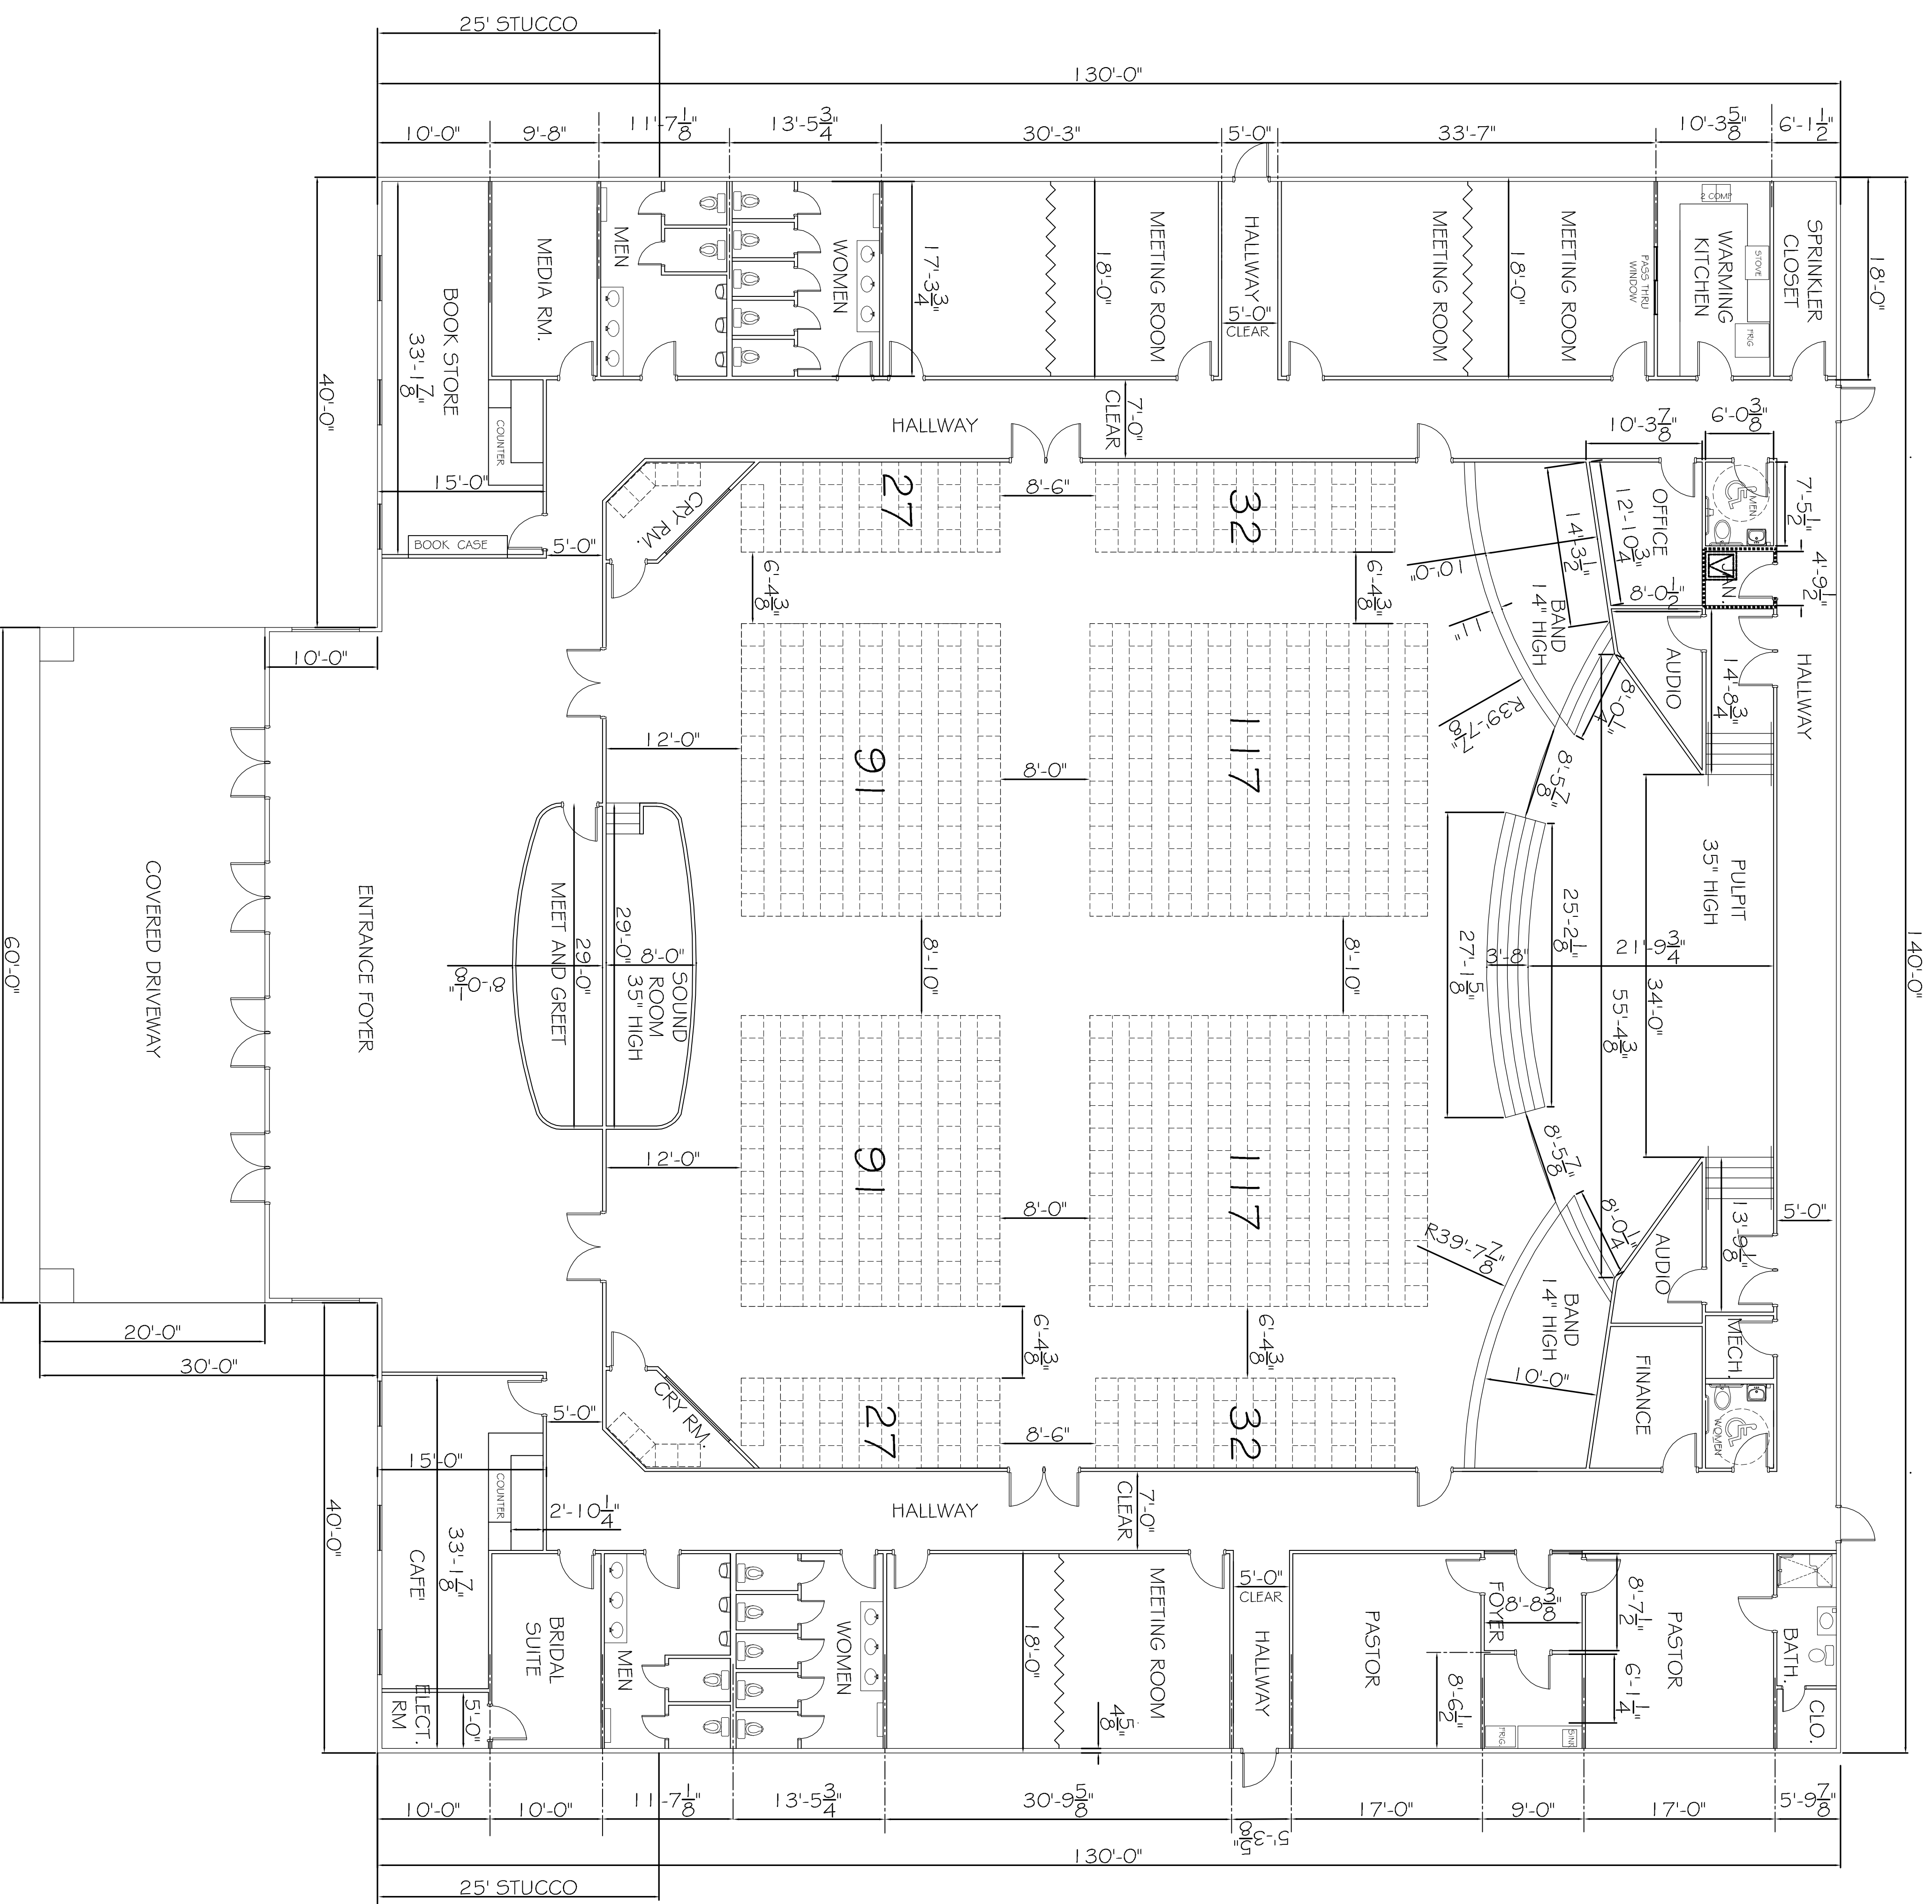 25' STUCCO
130'-0"
10'-0"
9'-8"
11'-7 1/8"
13'-5 3/4"
30'-3"
5'-0"
33'-7"
10'-3 5/8"
6'-1 1/2"
BOOK STORE
33'-1 7/8"
MEDIA RM.
MEN
WOMEN
17'-3 3/4"
18'-0"
MEETING ROOM
HALLWAY
5'-0"
CLEAR
MEETING ROOM
18'-0"
MEETING ROOM
PASS THRU
WINDOW
2 COMP
WARMING
KITCHEN
STOVE
FRIG
SPRINKLER
CLOSET
18'-0"
40'-0"
COUNTER
15'-0"
BOOK CASE
5'-0"
HALLWAY
7'-0"
CLEAR
CRY RM.
27
8'-6"
32
6'-4 3/8"
6'-4 3/8"
10'-0"
11"
14'-3 1/2"
BAND
14" HIGH
R39'-7 7/8"
12'-10 3/4"
OFFICE
8'-0 1/2"
10'-3 7/8"
6'-0 3/8"
MEN
7'-5 1/2"
JAN.
4'-9 1/2"
AUDIO
14'-8 3/4"
HALLWAY
8'-0 1/4"
10'-0"
12'-0"
91
8'-0"
117
8'-5 7/8"
PULPIT
35" HIGH
60'-0"
COVERED DRIVEWAY
ENTRANCE FOYER
MEET AND GREET
29'-0"
29'-0"
8'-0"
8'-0 1/8"
SOUND
ROOM
35" HIGH
8'-10"
8'-10"
27'-1 5/8"
3'-8"
25'-2 1/8"
21'-9 3/4"
55'-4 3/8"
34'-0"
140'-0"
12'-0"
91
8'-0"
117
8'-5 7/8"
8'-0 1/4"
R39'-7 7/8"
AUDIO
13'-9 1/8"
5'-0"
20'-0"
30'-0"
6'-4 3/8"
6'-4 3/8"
BAND
14" HIGH
10'-0"
FINANCE
MECH.
WOMEN
CRY RM.
27
8'-6"
32
5'-0"
15'-0"
COUNTER
2'-10 1/4"
40'-0"
CAFE'
33'-1 7/8"
HALLWAY
7'-0"
CLEAR
BRIDAL
SUITE
ELECT.
RM
5'-0"
MEN
WOMEN
18'-0"
MEETING ROOM
4 5/8"
5'-0"
CLEAR
HALLWAY
PASTOR
FOYER
8'-8 3/8"
8'-7 1/2"
8'-6 1/2"
6'-1 1/4"
FRIG.
SINK
PASTOR
BATH.
CLO.
10'-0"
10'-0"
11'-7 1/8"
13'-5 3/4"
30'-9 5/8"
5'-3 5/8"
17'-0"
9'-0"
17'-0"
5'-9 7/8"
130'-0"
25' STUCCO